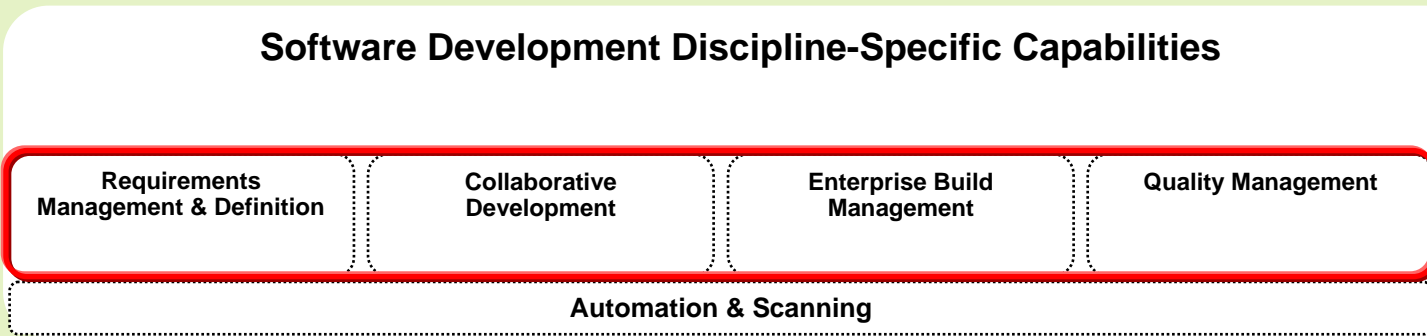 Software Development Discipline-Specific Capabilities
Requirements
Management & Definition
Collaborative
Development
Enterprise Build
Management
Quality Management
Automation & Scanning